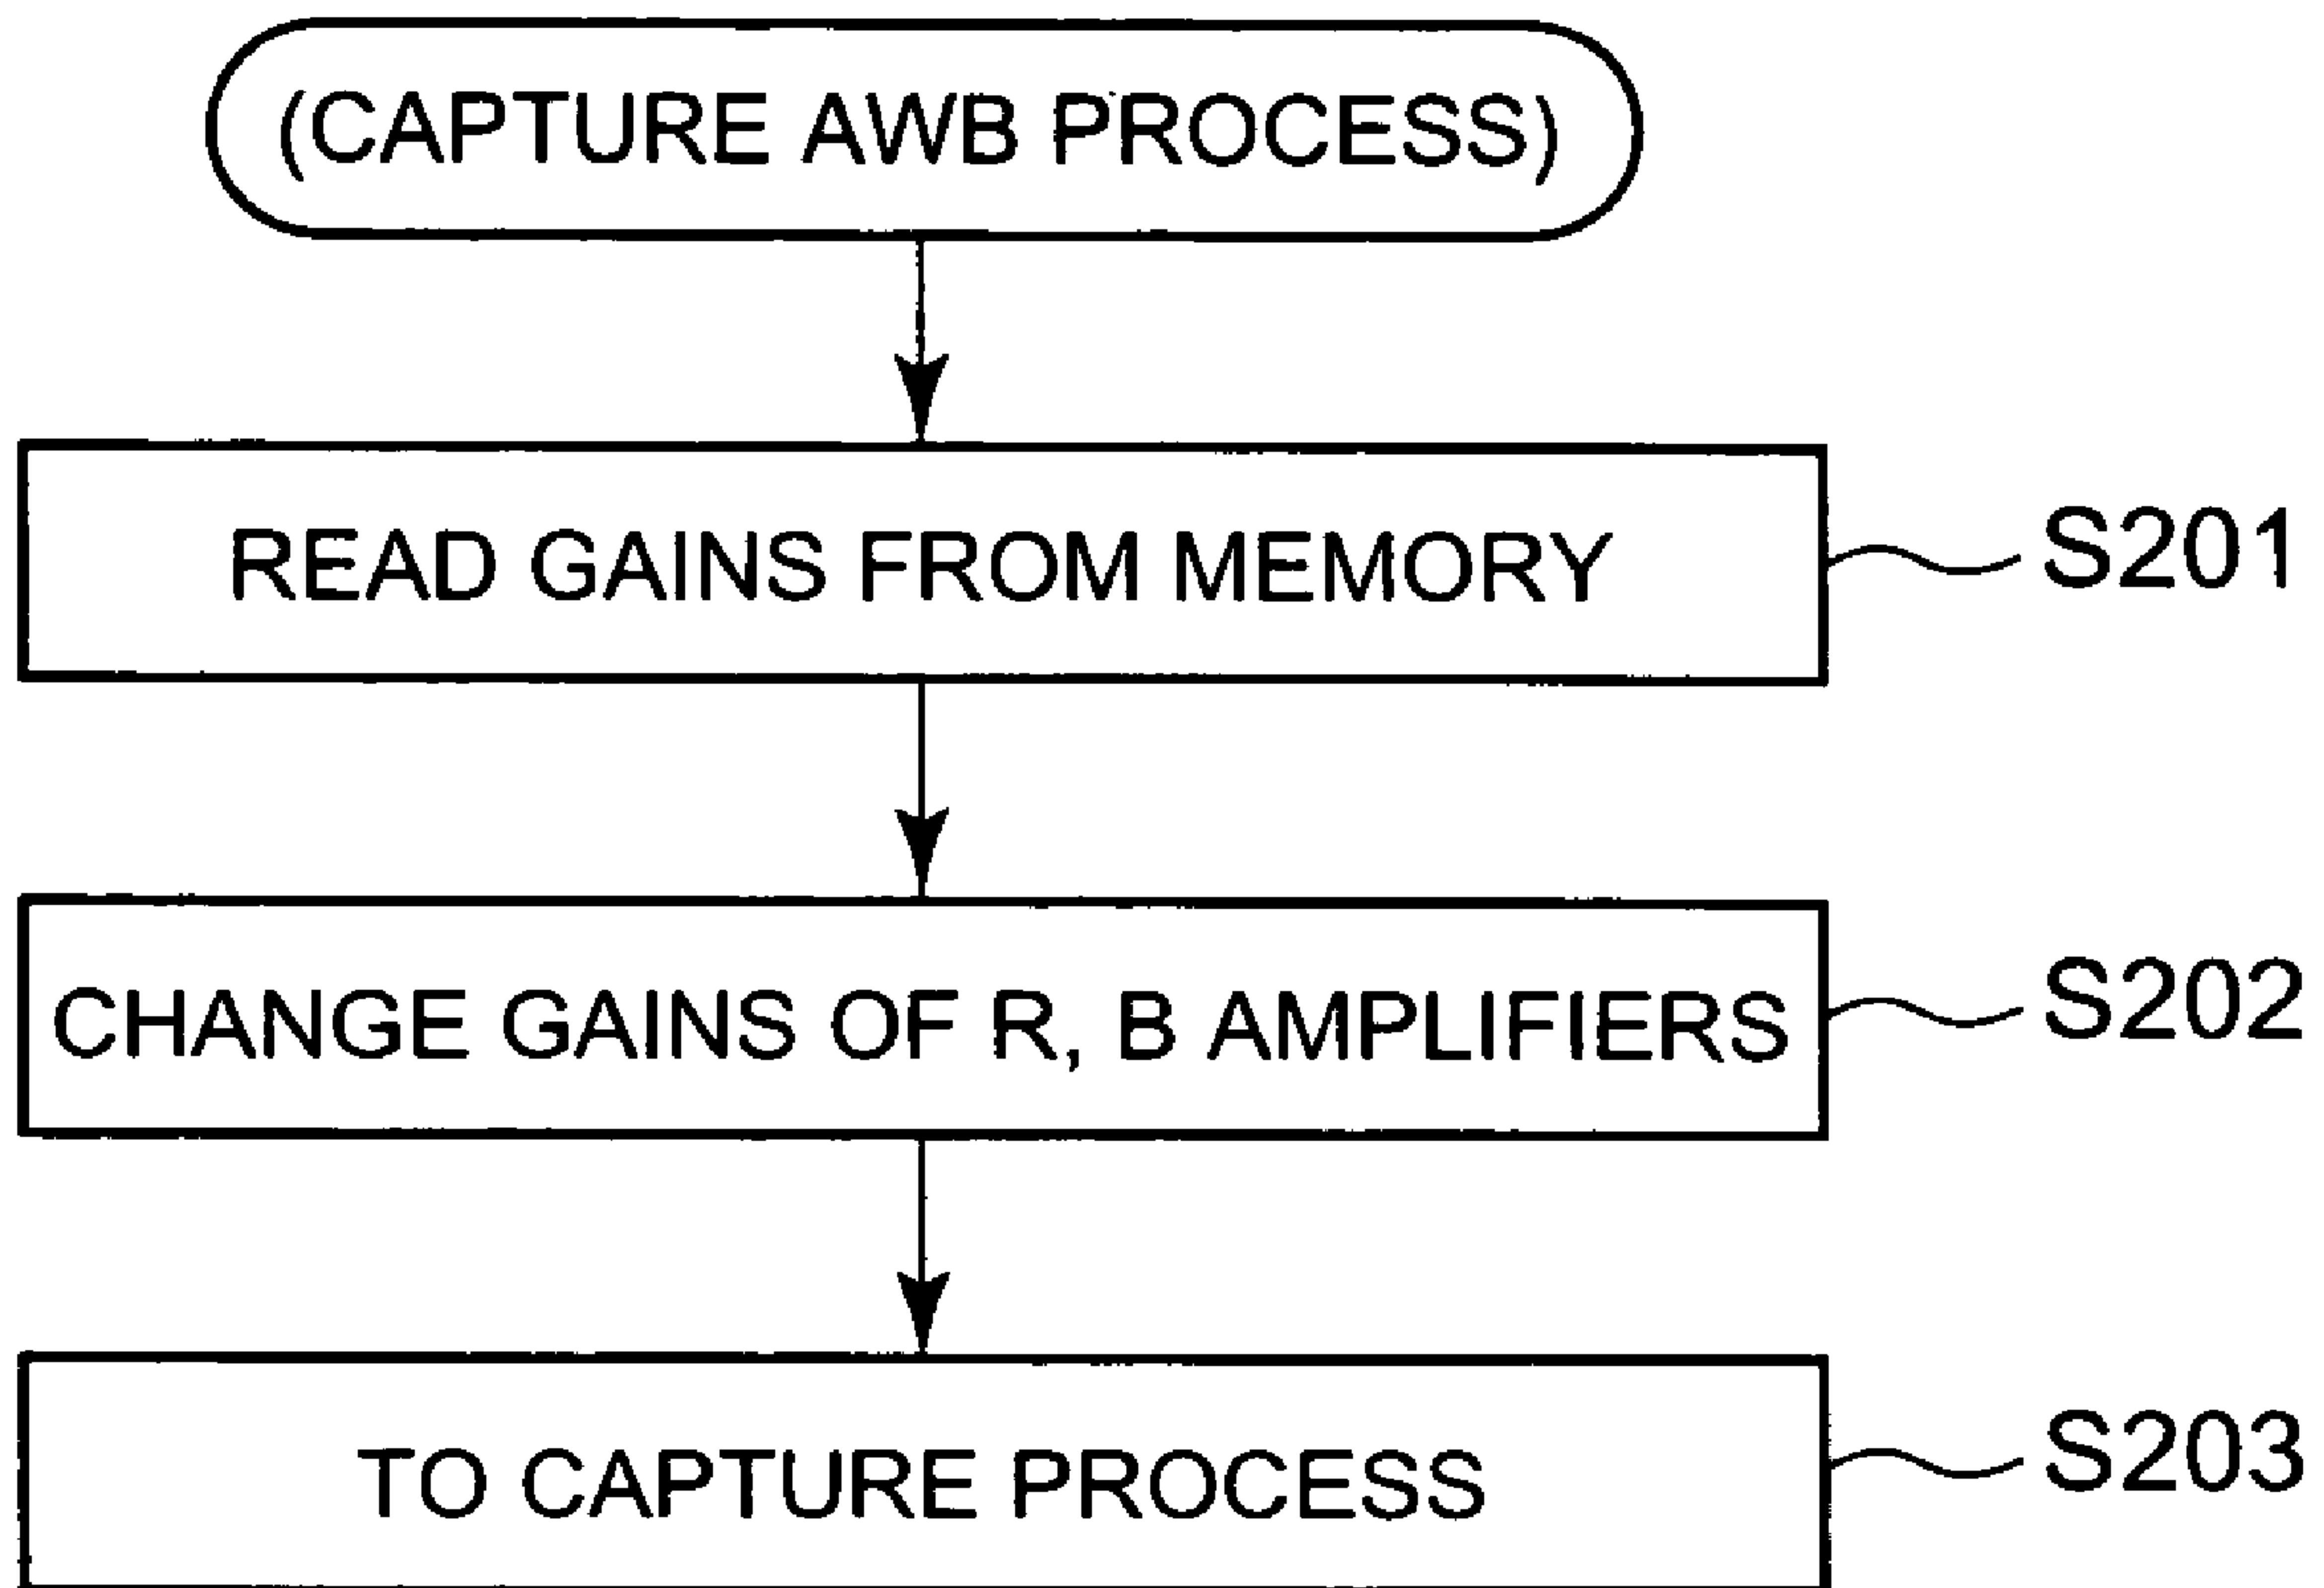 (CAPTURE AWB PROCESS)
READ GAINS FROM MEMORY
S201
CHANGE GAINS OF R, B AMPLIFIERS
S202
TO CAPTURE PROCESS
S203